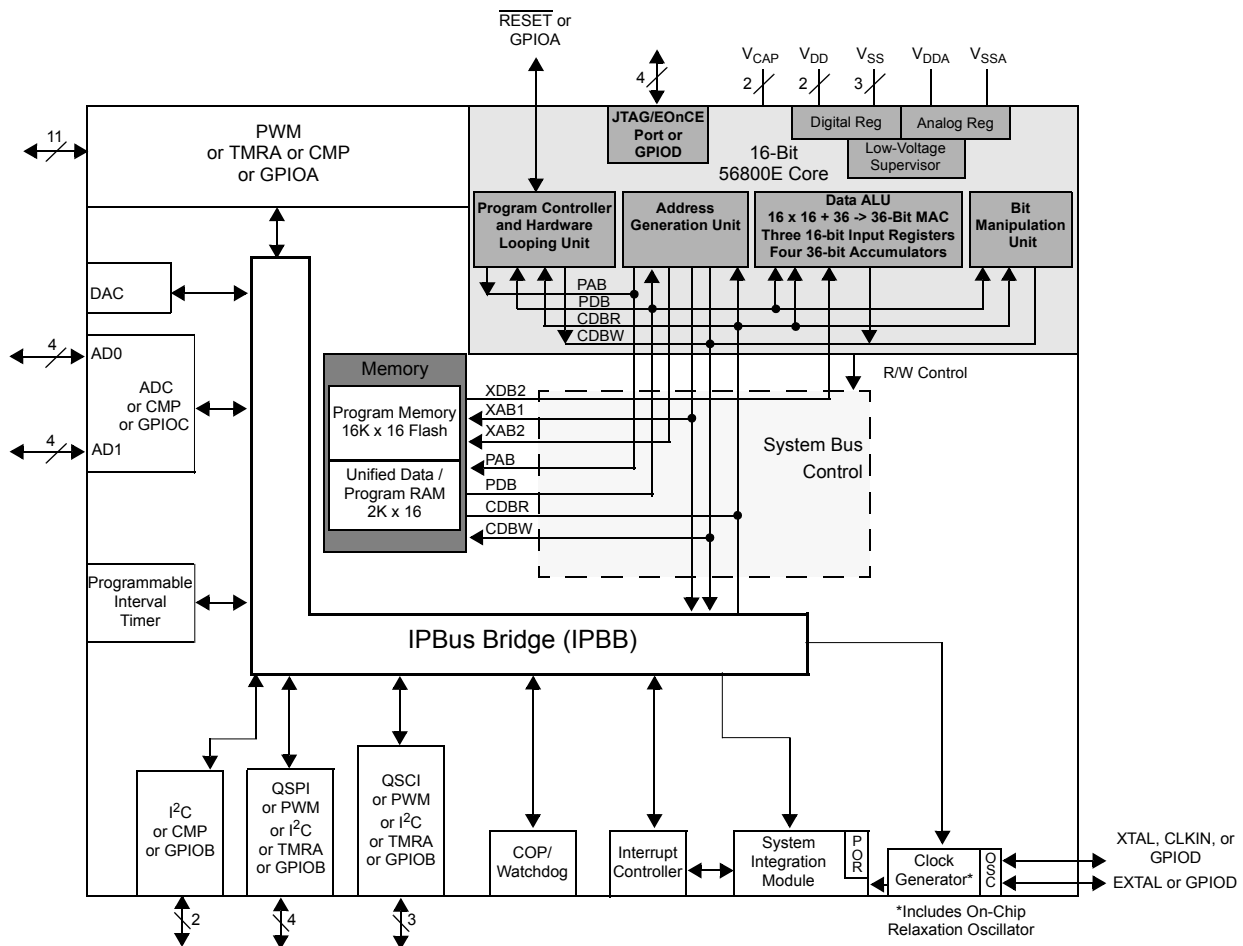 RESET or
GPIOA
4
VCAP
VDD
VSS
VDDA
VSSA
2
2
3
11
PWM
or TMRA or CMP
or GPIOA
JTAG/EOnCE
Port or
GPIOD
Digital Reg
Analog Reg
Low-Voltage
Supervisor
16-Bit
56800E Core
Program Controller
and Hardware
Looping Unit
Address
Generation Unit
Data ALU
16 x 16 + 36 -> 36-Bit MAC
Three 16-bit Input Registers
Four 36-bit Accumulators
Bit
Manipulation
Unit
PAB
PDB
CDBR
CDBW
DAC
4
AD0
ADC
or CMP
or GPIOC
4
AD1
Memory
Program Memory
16K x 16 Flash
Unified Data /
Program RAM
2K x 16
XDB2
XAB1
XAB2
PAB
PDB
CDBR
CDBW
R/W Control
System Bus
Control
Programmable
Interval
Timer
IPBus Bridge (IPBB)
I2C
or CMP
or GPIOB
QSPI
or PWM
or I2C
or TMRA
or GPIOB
QSCI
or PWM
or I2C
or TMRA
or GPIOB
COP/
Watchdog
Interrupt
Controller
System
Integration
Module
POR
Clock
Generator*
OSC
XTAL, CLKIN, or
GPIOD
EXTAL or GPIOD
*Includes On-Chip
Relaxation Oscillator
2
4
3